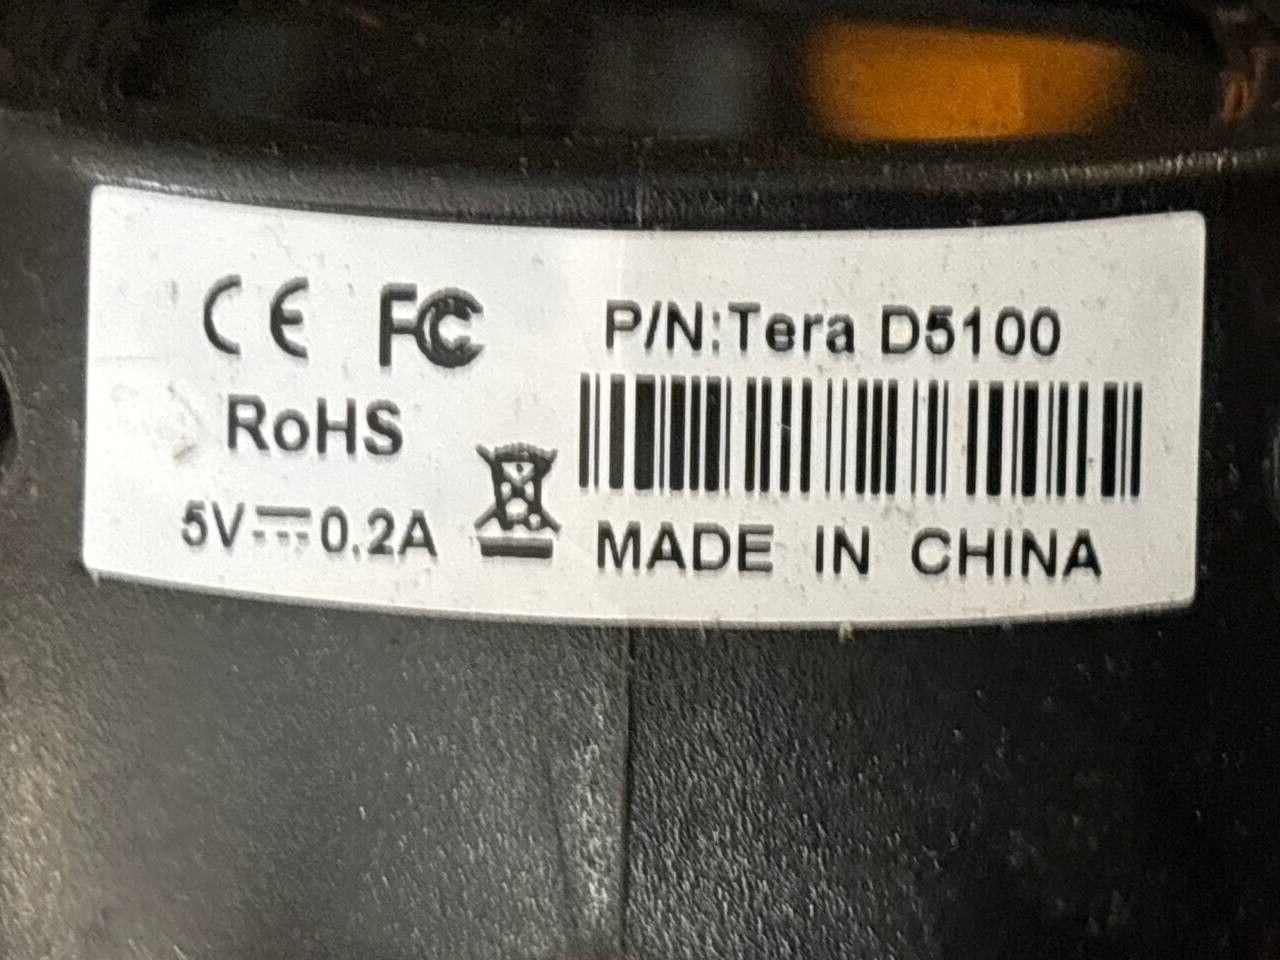 CE FC
P/N:Tera D5100
RoHS
5V⎓0.2A
MADE IN CHINA